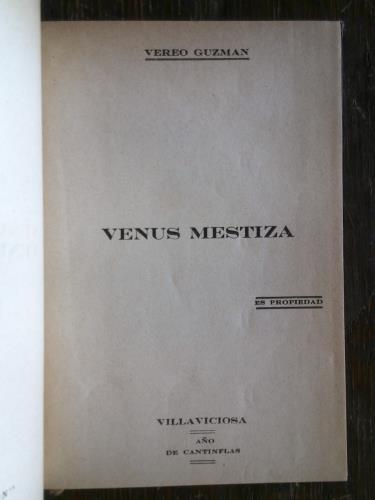 VEREO GUZMAN
VENUS MESTIZA
ES PROPIEDAD
VILLAVICIOSA
AÑO
DE CANTINFLAS